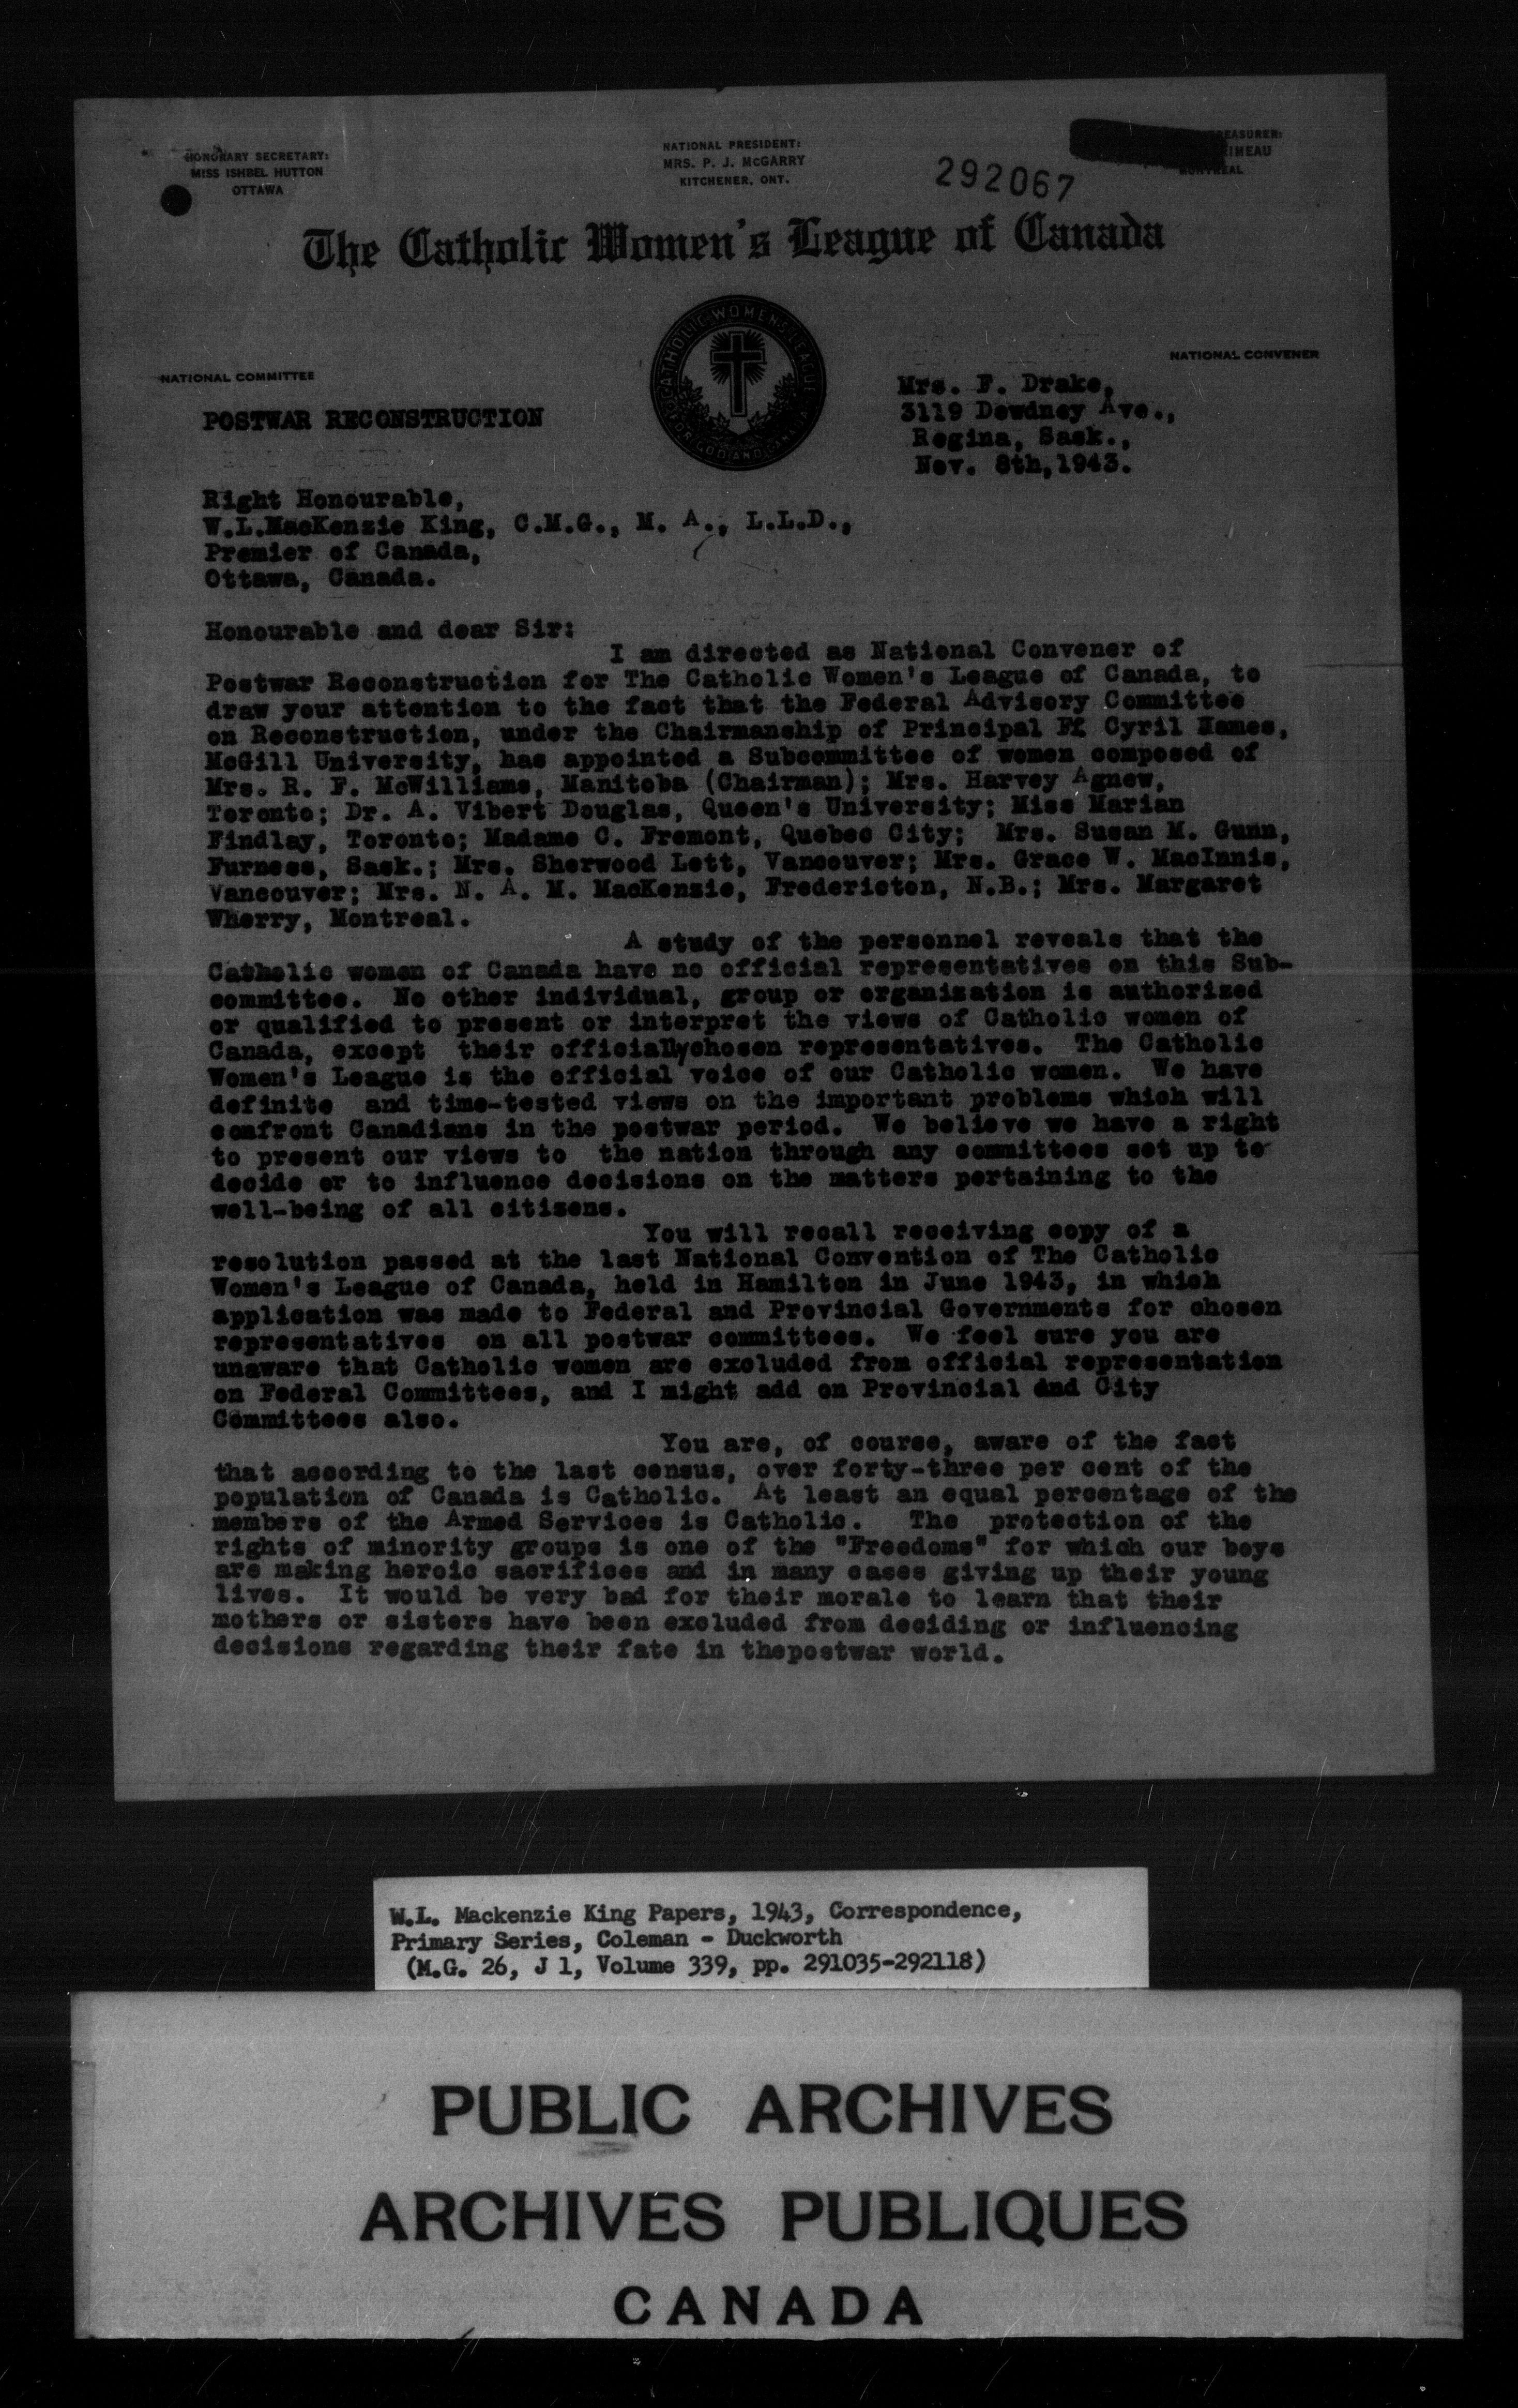 HONORARY SECRETARY:
MISS ISHBEL HUTTON
OTTAWA
NATIONAL PRESIDENT:
MRS. P. J. McGARRY
KITCHENER, ONT.
292067
MONTREAL
The Catholic Women's League of Canada
CATHOLIC WOMENS LEAGUE
FOR GOD AND CANADA
NATIONAL COMMITTEE
POSTWAR RECONSTRUCTION
NATIONAL CONVENER
Mrs. F. Drake,
3119 Dewdney Ave.,
Regina, Sask.,
Nov. 8th,1943.
Right Honourable,
W.L.MacKenzie King, C.M.G., M. A., L.L.D.,
Premier of Canada,
Ottawa, Canada.
Honourable and dear Sir:
I am directed as National Convener of
Postwar Reconstruction for The Catholic Women's League of Canada, to
draw your attention to the fact that the Federal Advisory Committee
on Reconstruction, under the Chairmanship of Principal Cyril Hames,
McGill University, has appointed a Subcommittee of women composed of
Mrs. R. F. McWilliams, Manitoba (Chairman); Mrs. Harvey Agnew,
Toronto; Dr. A. Vibert Douglas, Queen's University; Miss Marian
Findlay, Toronto; Madame C. Fremont, Quebec City; Mrs. Susan M. Gunn,
Furness, Sask.; Mrs. Sherwood Lett, Vancouver; Mrs. Grace W. MacInnis,
Vancouver; Mrs. N. A. M. MacKenzie, Fredericton, N.B.; Mrs. Margaret
Wherry, Montreal.
A study of the personnel reveals that the
Catholic women of Canada have no official representatives on this Sub-
committee. No other individual, group or organization is authorized
or qualified to present or interpret the views of Catholic women of
Canada, except their officiallychosen representatives. The Catholic
Women's League is the official voice of our Catholic women. We have
definite and time-tested views on the important problems which will
confront Canadians in the postwar period. We believe we have a right
to present our views to the nation through any committees set up to
decide or to influence decisions on the matters pertaining to the
well-being of all citizens.
You will recall receiving copy of a
resolution passed at the last National Convention of The Catholic
Women's League of Canada, held in Hamilton in June 1943, in which
application was made to Federal and Provincial Governments for chosen
representatives on all postwar committees. We feel sure you are
unaware that Catholic women are excluded from official representation
on Federal Committees, and I might add on Provincial and City
Committees also.
You are, of course, aware of the fact
that according to the last census, over forty-three per cent of the
population of Canada is Catholic. At least an equal percentage of the
members of the Armed Services is Catholic. The protection of the
rights of minority groups is one of the "Freedoms" for which our boys
are making heroic sacrifices and in many cases giving up their young
lives. It would be very bad for their morale to learn that their
mothers or sisters have been excluded from deciding or influencing
decisions regarding their fate in thepostwar world.
W.L. Mackenzie King Papers, 1943, Correspondence,
Primary Series, Coleman - Duckworth
(M.G. 26, J 1, Volume 339, pp. 291035-292118)
PUBLIC ARCHIVES
ARCHIVES PUBLIQUES
CANADA